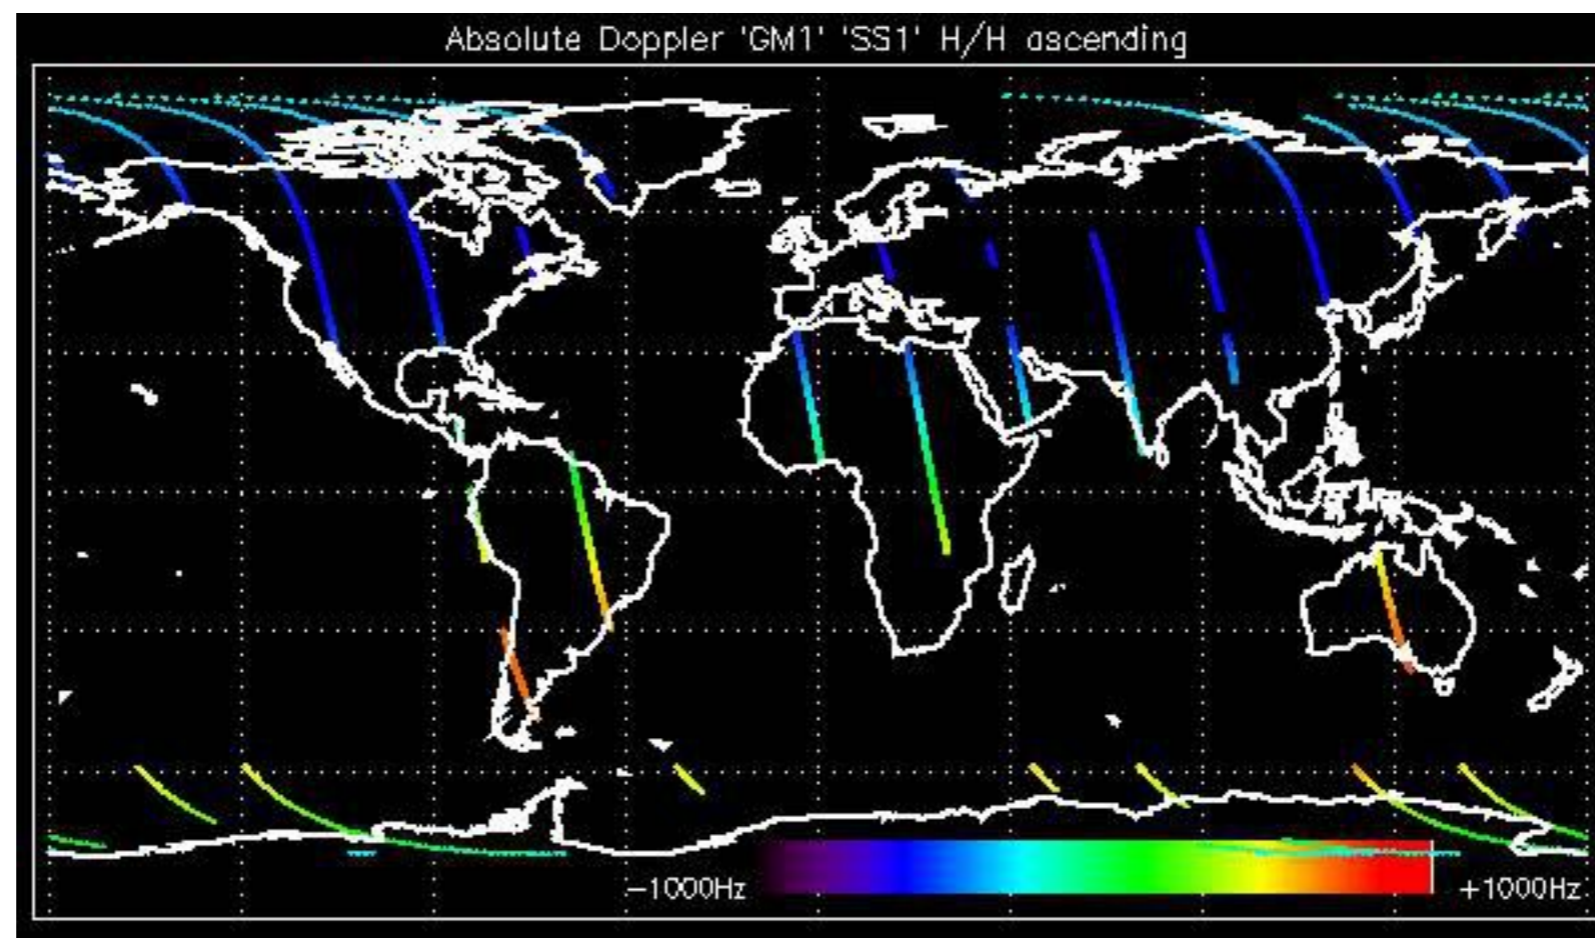 Absolute Doppler 'GM1' 'SS1' H/H ascending
−1000Hz +1000Hz